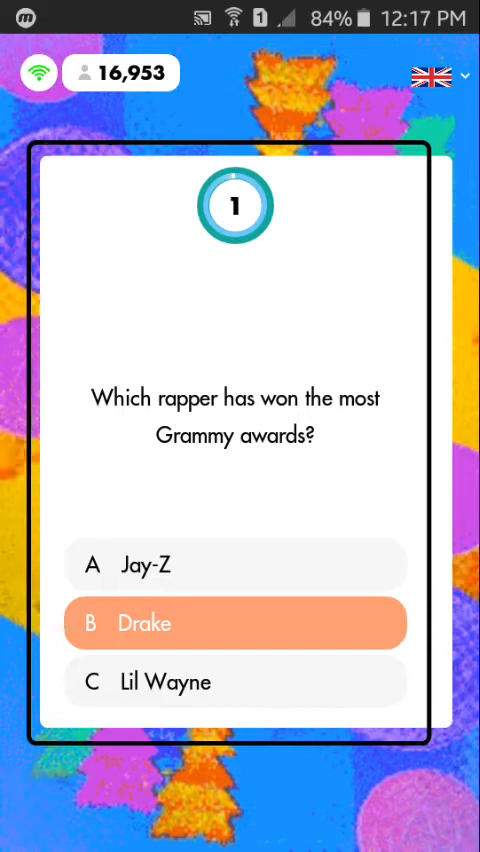 1 84% 12:17 PM
16,953
1
Which rapper has won the most
Grammy awards?
A Jay-Z
B Drake
C Lil Wayne